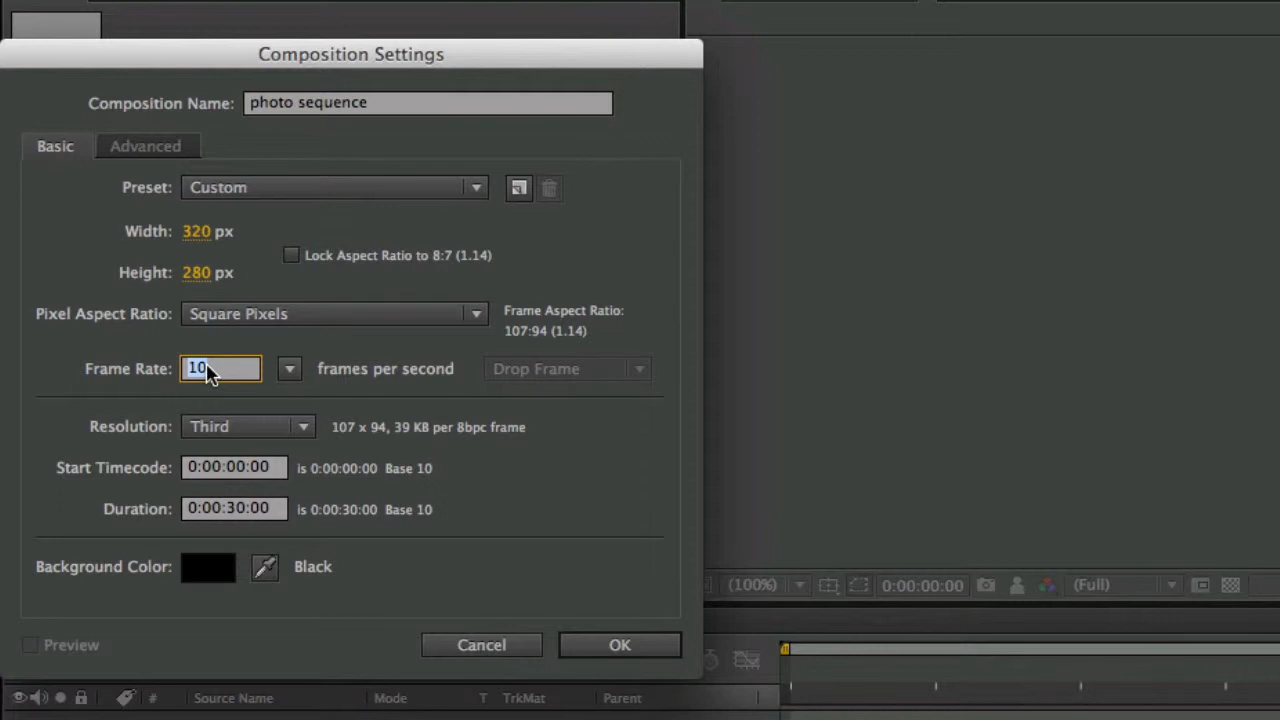 Composition Settings
Composition Name: photo sequence
Basic Advanced
Preset: Custom
Width: 320 px
Lock Aspect Ratio to 8:7 (1.14)
Height: 280 px
Pixel Aspect Ratio: Square Pixels
Frame Aspect Ratio:
107:94 (1.14)
Frame Rate: 10 frames per second Drop Frame
Resolution: Third 107 x 94, 39 KB per 8bpc frame
Start Timecode: 0:00:00:00 is 0:00:00:00 Base 10
Duration: 0:00:30:00 is 0:00:30:00 Base 10
Background Color: Black
(100%) 0:00:00:00 (Full)
Preview Cancel OK
# Source Name Mode T TrkMat Parent